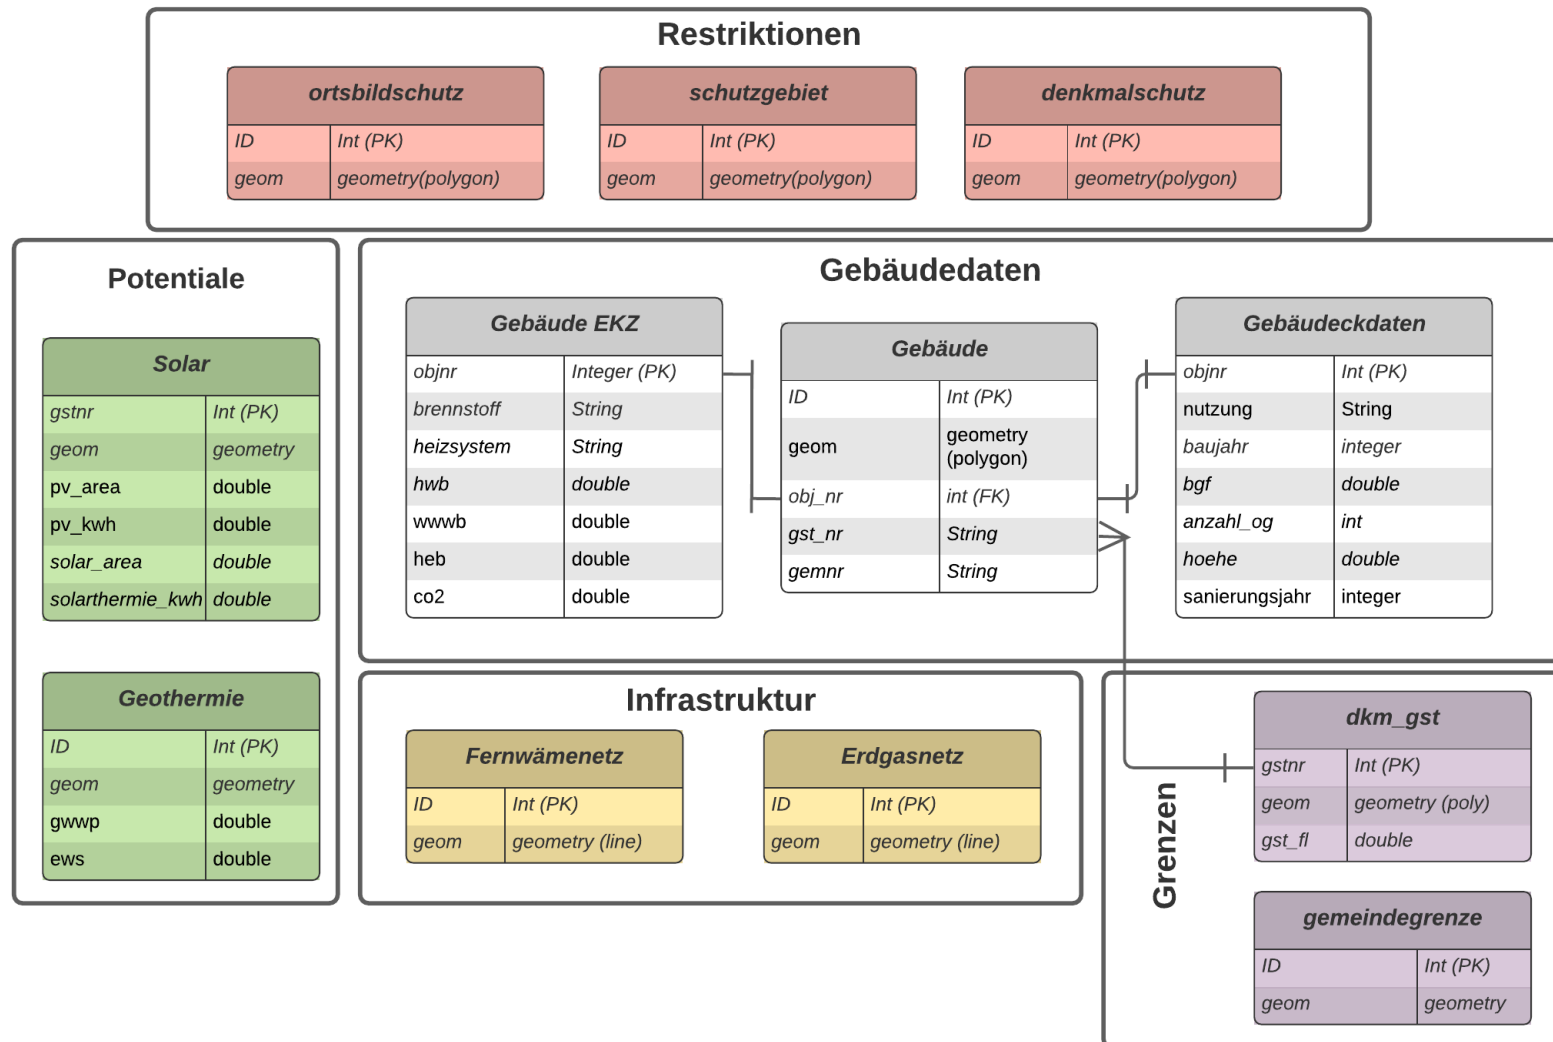 Restriktionen
ortsbildschutz
ID Int (PK)
geom geometry(polygon)
schutzgebiet
ID Int (PK)
geom geometry(polygon)
denkmalschutz
ID Int (PK)
geom geometry(polygon)
Potentiale
Solar
gstnr Int (PK)
geom geometry
pv_area double
pv_kwh double
solar_area double
solarthermie_kwh double
Geothermie
ID Int (PK)
geom geometry
gwwp double
ews double
Gebäudedaten
Gebäude EKZ
objnr Integer (PK)
brennstoff String
heizsystem String
hwb double
wwwb double
heb double
co2 double
Gebäude
ID Int (PK)
geom geometry
(polygon)
obj_nr int (FK)
gst_nr String
gemnr String
Gebäudeckdaten
objnr Int (PK)
nutzung String
baujahr integer
bgf double
anzahl_og int
hoehe double
sanierungsjahr integer
Infrastruktur
Fernwämenetz
ID Int (PK)
geom geometry (line)
Erdgasnetz
ID Int (PK)
geom geometry (line)
Grenzen
dkm_gst
gstnr Int (PK)
geom geometry (poly)
gst_fl double
gemeindegrenze
ID Int (PK)
geom geometry